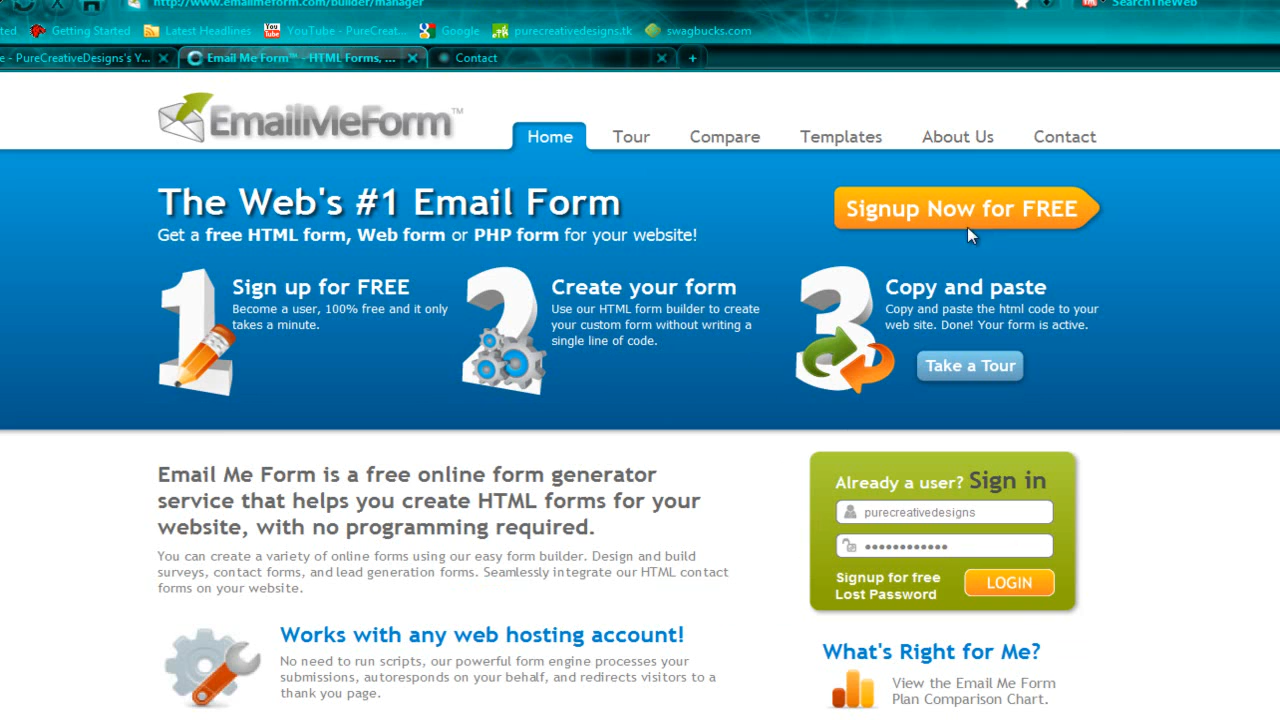 http://www.emailmeform.com/builder/manager
SearchTheWeb
ted Getting Started Latest Headlines YouTube - PureCreat... Google purecreativedesigns.tk swagbucks.com
e - PureCreativeDesigns's Y... Email Me Form™ - HTML Forms, ... Contact
EmailMeForm™
Home Tour Compare Templates About Us Contact
The Web's #1 Email Form
Get a free HTML form, Web form or PHP form for your website!
Signup Now for FREE
1
Sign up for FREE
Become a user, 100% free and it only
takes a minute.
2
Create your form
Use our HTML form builder to create
your custom form without writing a
single line of code.
3
Copy and paste
Copy and paste the html code to your
web site. Done! Your form is active.
Take a Tour
Email Me Form is a free online form generator
service that helps you create HTML forms for your
website, with no programming required.
You can create a variety of online forms using our easy form builder. Design and build
surveys, contact forms, and lead generation forms. Seamlessly integrate our HTML contact
forms on your website.
Already a user? Sign in
purecreativedesigns
••••••••••••
Signup for free
Lost Password
LOGIN
Works with any web hosting account!
No need to run scripts, our powerful form engine processes your
submissions, autoresponds on your behalf, and redirects visitors to a
thank you page.
What's Right for Me?
View the Email Me Form
Plan Comparison Chart.